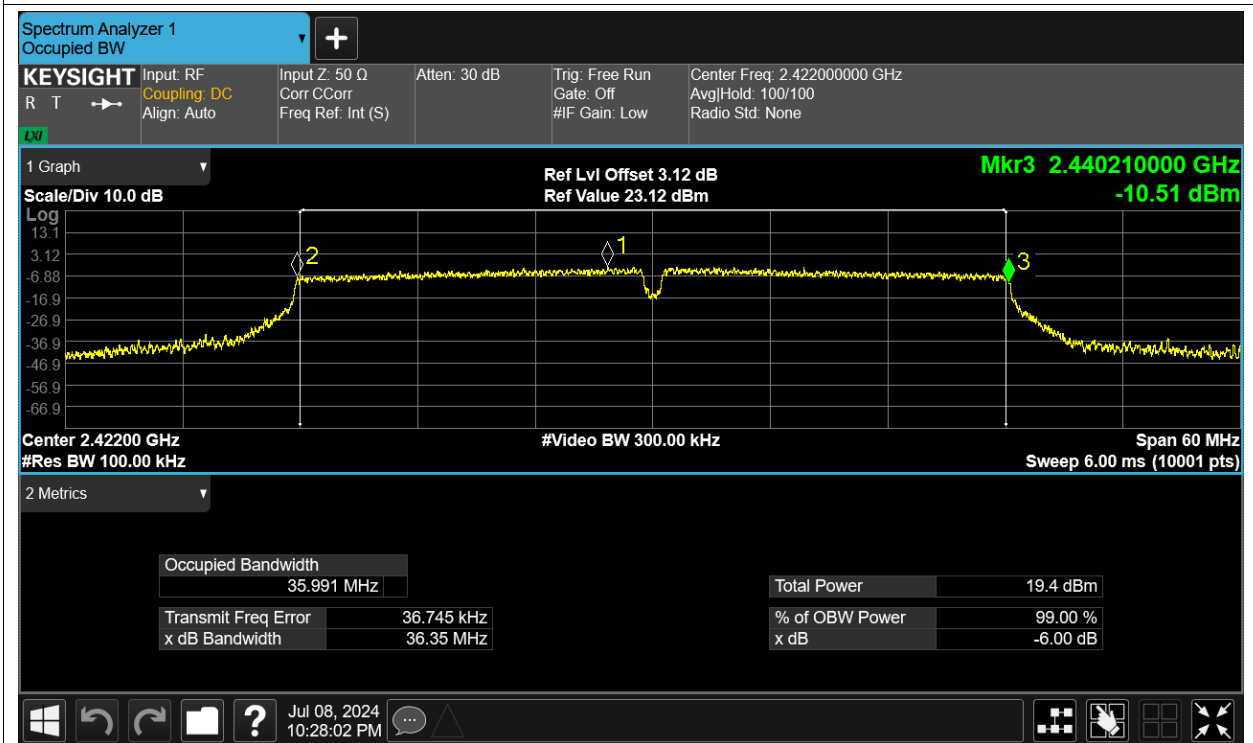 Spectrum Analyzer 1
Occupied BW
KEYSIGHT
R T
LXI
Input: RF
Coupling: DC
Align: Auto
Input Z: 50 Ω
Corr CCorr
Freq Ref: Int (S)
Atten: 30 dB
Trig: Free Run
Gate: Off
#IF Gain: Low
Center Freq: 2.422000000 GHz
Avg|Hold: 100/100
Radio Std: None
1 Graph
Scale/Div 10.0 dB
Ref Lvl Offset 3.12 dB
Ref Value 23.12 dBm
Mkr3 2.440210000 GHz
-10.51 dBm
Log
13.1
3.12
-6.88
-16.9
-26.9
-36.9
-46.9
-56.9
-66.9
2
1
3
Center 2.42200 GHz
#Video BW 300.00 kHz
Span 60 MHz
#Res BW 100.00 kHz
Sweep 6.00 ms (10001 pts)
2 Metrics
Occupied Bandwidth
35.991 MHz
Total Power 19.4 dBm
Transmit Freq Error 36.745 kHz
% of OBW Power 99.00 %
x dB Bandwidth 36.35 MHz
x dB -6.00 dB
?
Jul 08, 2024
10:28:02 PM